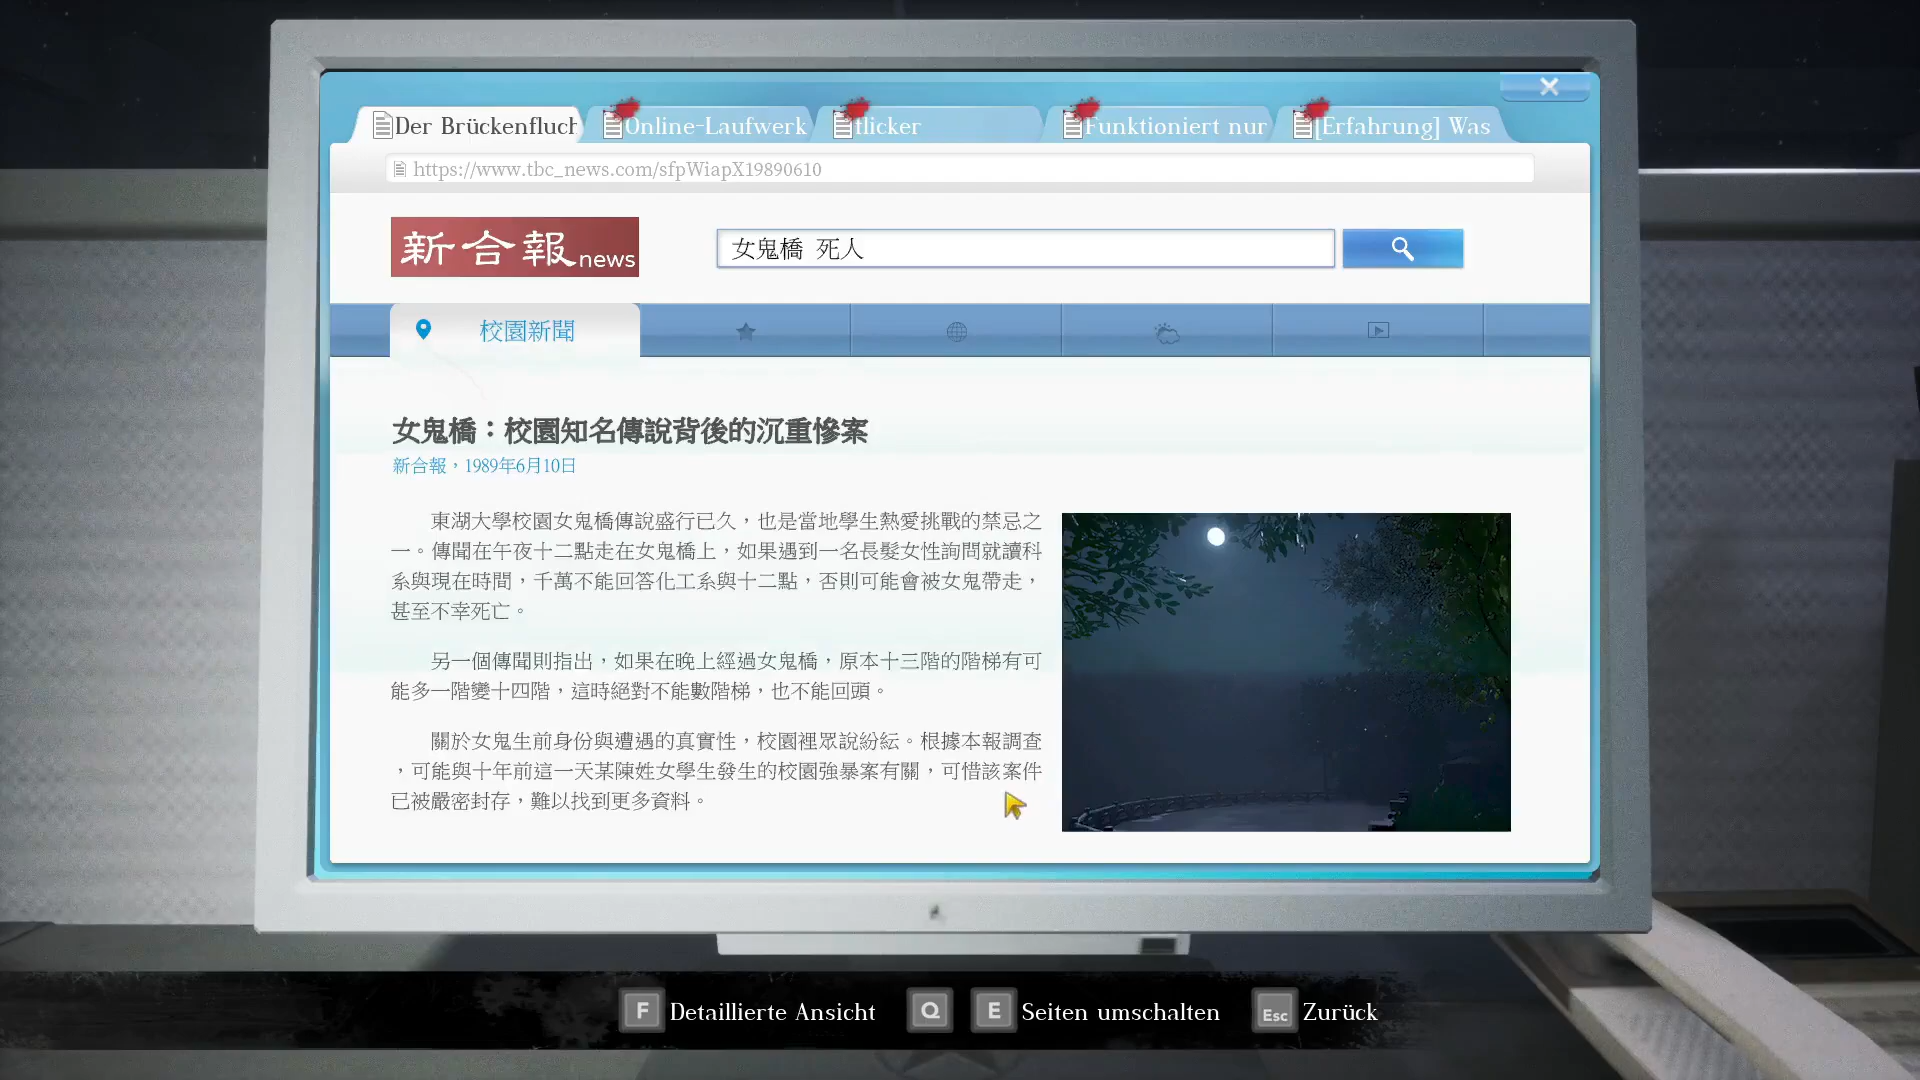 Der Brückenfluch
Online-Laufwerk
flicker
Funktioniert nur
[Erfahrung] Was
https://www.tbc_news.com/sfpWiapX19890610
新合報news
女鬼橋 死人
校園新聞
女鬼橋：校園知名傳說背後的沉重慘案
新合報，1989年6月10日
東湖大學校園女鬼橋傳說盛行已久，也是當地學生熱愛挑戰的禁忌之
一。傳聞在午夜十二點走在女鬼橋上，如果遇到一名長髮女性詢問就讀科
系與現在時間，千萬不能回答化工系與十二點，否則可能會被女鬼帶走，
甚至不幸死亡。
另一個傳聞則指出，如果在晚上經過女鬼橋，原本十三階的階梯有可
能多一階變十四階，這時絕對不能數階梯，也不能回頭。
關於女鬼生前身份與遭遇的真實性，校園裡眾說紛紜。根據本報調查
，可能與十年前這一天某陳姓女學生發生的校園強暴案有關，可惜該案件
已被嚴密封存，難以找到更多資料。
F Detaillierte Ansicht Q E Seiten umschalten Esc Zurück